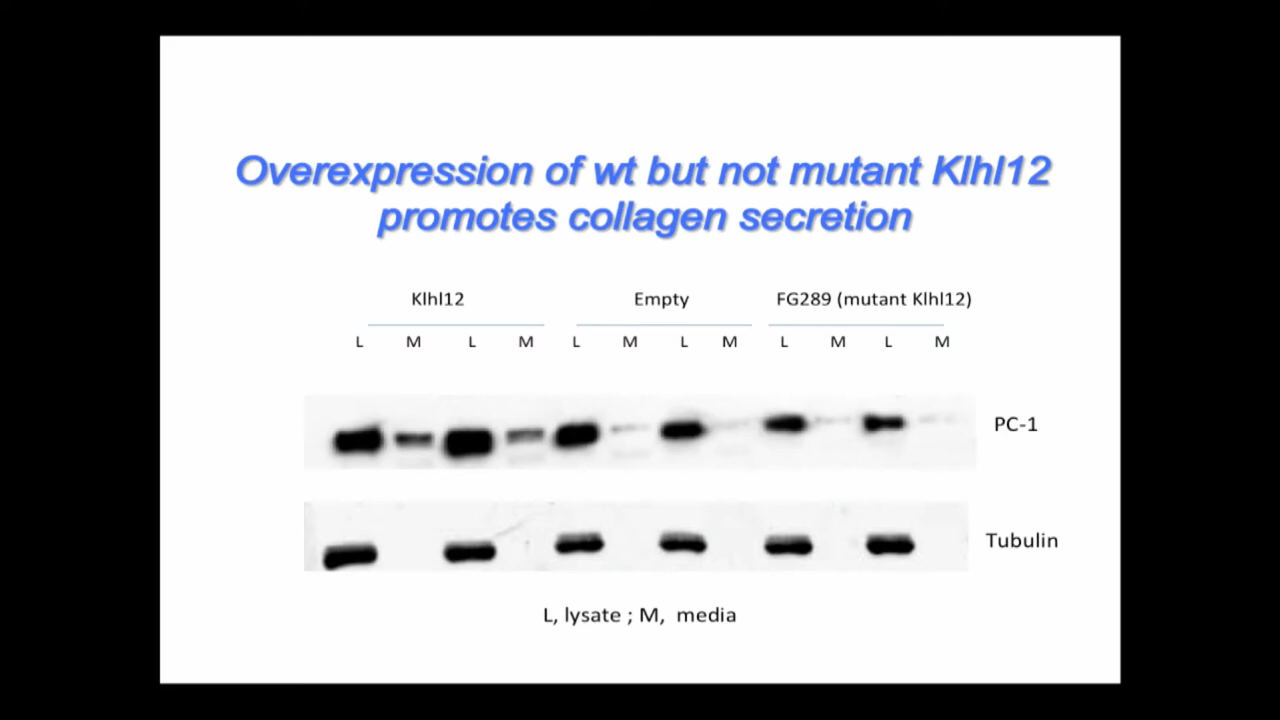 Overexpression of wt but not mutant Klhl12
promotes collagen secretion
Klhl12 Empty FG289 (mutant Klhl12)
L M L M L M L M L M L M
PC-1
Tubulin
L, lysate ; M, media